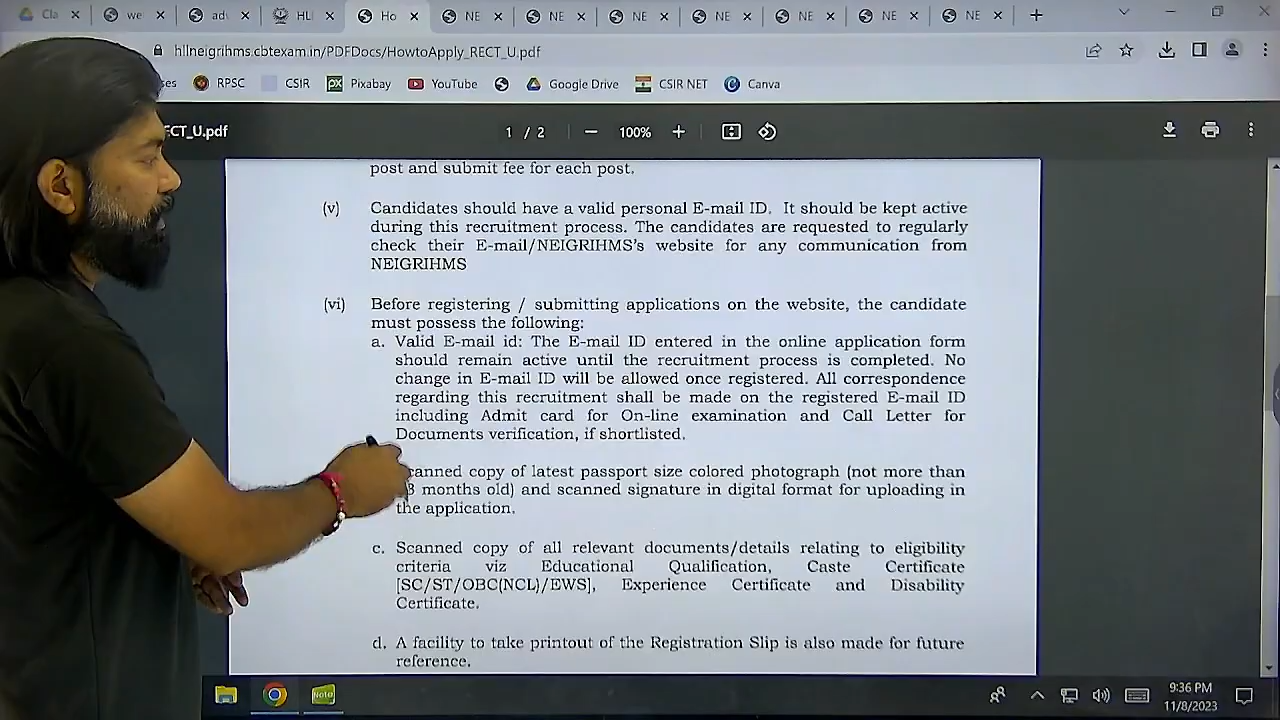 Cla
we
adv
HLI
Ho
NE
NE
NE
NE
NE
NE
NE
hllneigrihms.cbtexam.in/PDFDocs/HowtoApply_RECT_U.pdf
RPSC
CSIR
px
Pixabay
YouTube
Google Drive
CSIR NET
C
Canva
ECT_U.pdf
1 / 2
100%
post and submit fee for each post.
(v) Candidates should have a valid personal E-mail ID. It should be kept active
during this recruitment process. The candidates are requested to regularly
check their E-mail/NEIGRIHMS's website for any communication from
NEIGRIHMS
(vi) Before registering / submitting applications on the website, the candidate
must possess the following:
a. Valid E-mail id: The E-mail ID entered in the online application form
should remain active until the recruitment process is completed. No
change in E-mail ID will be allowed once registered. All correspondence
regarding this recruitment shall be made on the registered E-mail ID
including Admit card for On-line examination and Call Letter for
Documents verification, if shortlisted.
canned copy of latest passport size colored photograph (not more than
3 months old) and scanned signature in digital format for uploading in
the application.
c. Scanned copy of all relevant documents/details relating to eligibility
criteria viz Educational Qualification, Caste Certificate
[SC/ST/OBC(NCL)/EWS], Experience Certificate and Disability
Certificate.
d. A facility to take printout of the Registration Slip is also made for future
reference.
Note
9:36 PM
11/8/2023